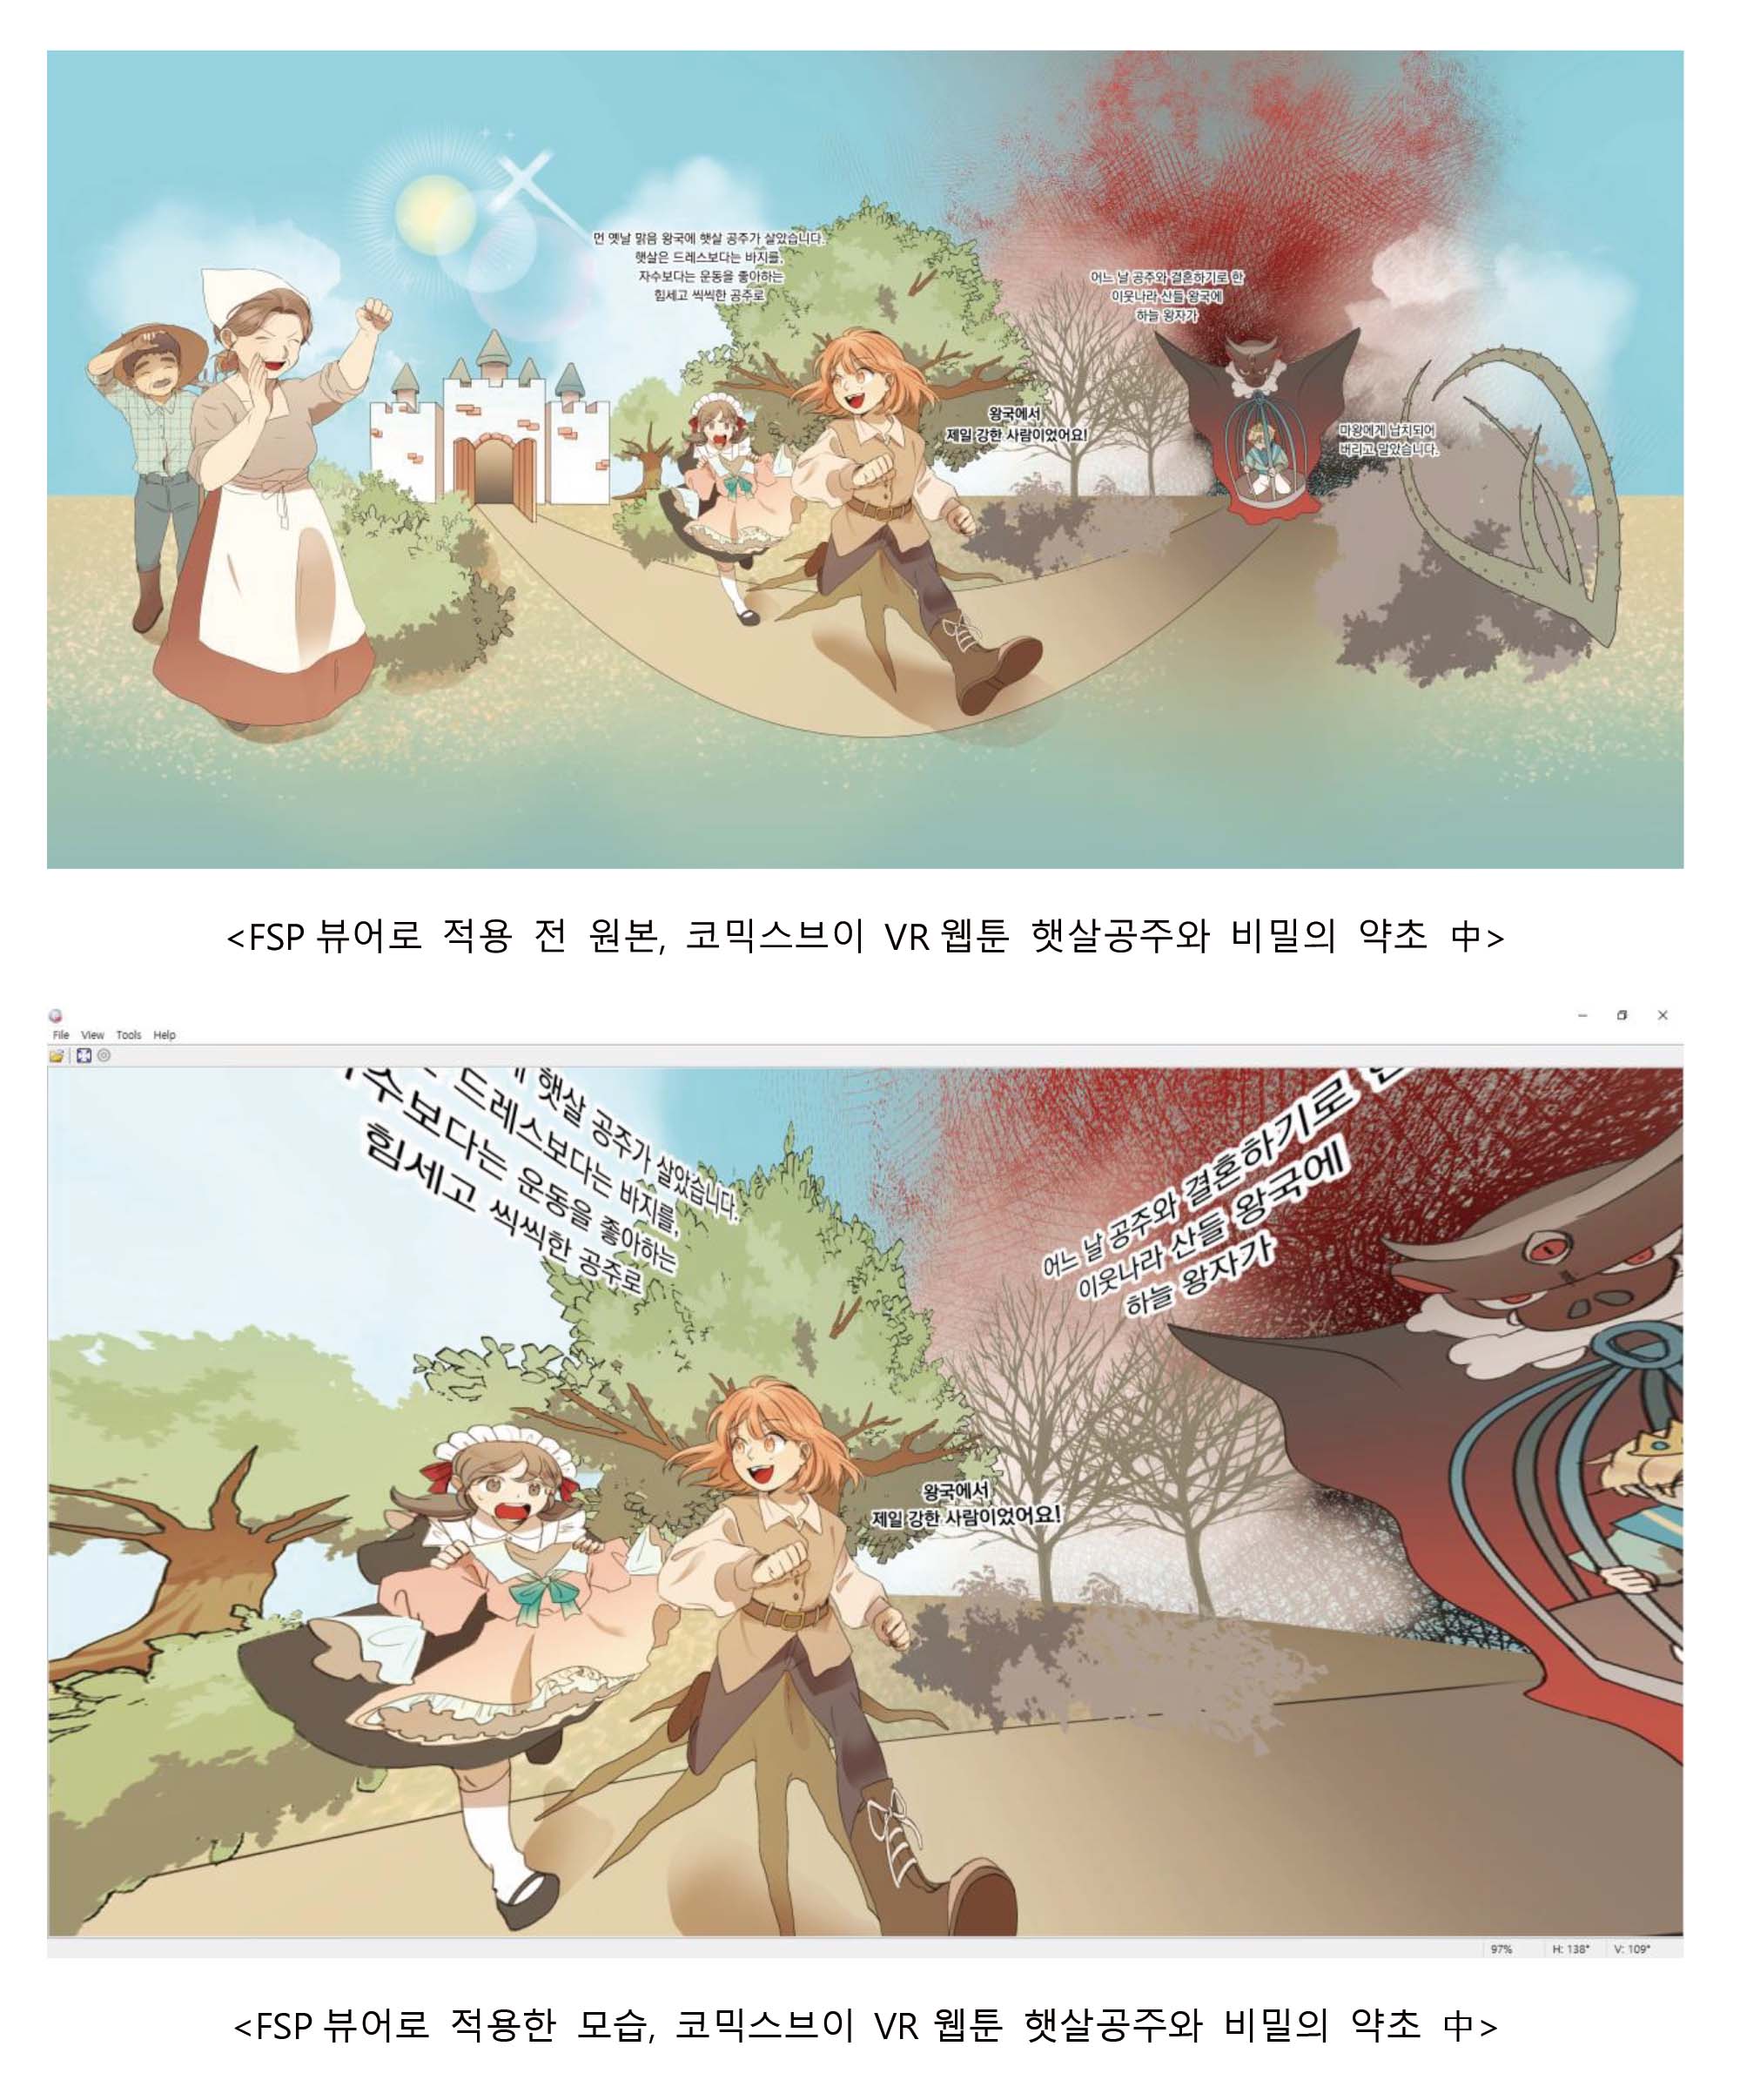 먼 옛날 맑음 왕국에 햇살 공주가 살았습니다.
햇살은 드레스보다는 바지를,
자수보다는 운동을 좋아하는
힘세고 씩씩한 공주로
왕국에서
제일 강한 사람이었어요!
어느 날 공주와 결혼하기로 한
이웃나라 산들 왕국에
하늘 왕자가
마왕에게 납치되어
버리고 말았습니다.
<FSP 뷰어로 적용 전 원본, 코믹스브이 VR 웹툰 햇살공주와 비밀의 약초 中>
File View Tools Help
햇살 공주가 살았습니다.
드레스보다는 바지를,
수보다는 운동을 좋아하는
힘세고 씩씩한 공주로
어느 날 공주와 결혼하기로
이웃나라 산들 왕국에
하늘 왕자가
왕국에서
제일 강한 사람이었어요!
97% H: 138° V: 109°
<FSP 뷰어로 적용한 모습, 코믹스브이 VR 웹툰 햇살공주와 비밀의 약초 中>